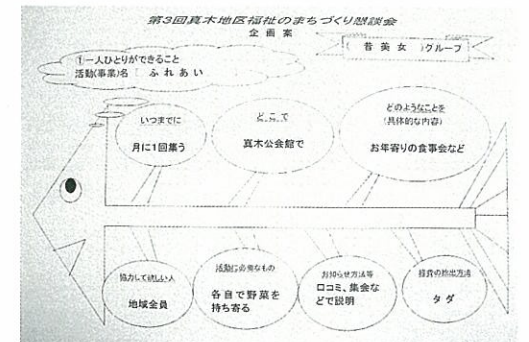 第3回真木地区福祉のまちづくり懇談会
企画案
( 昔美女 )グループ
①一人ひとりができること
活動(事業)名 ふれあい
いつまでに
月に1回集う
どこで
真木公会館で
どのようなことを
(具体的な内容)
お年寄りの食事会など
協力して欲しい人
地域全員
活動に必要なもの
各自で野菜を
持ち寄る
お知らせ方法等
口コミ、集会な
どで説明
経費の捻出方法
タダ